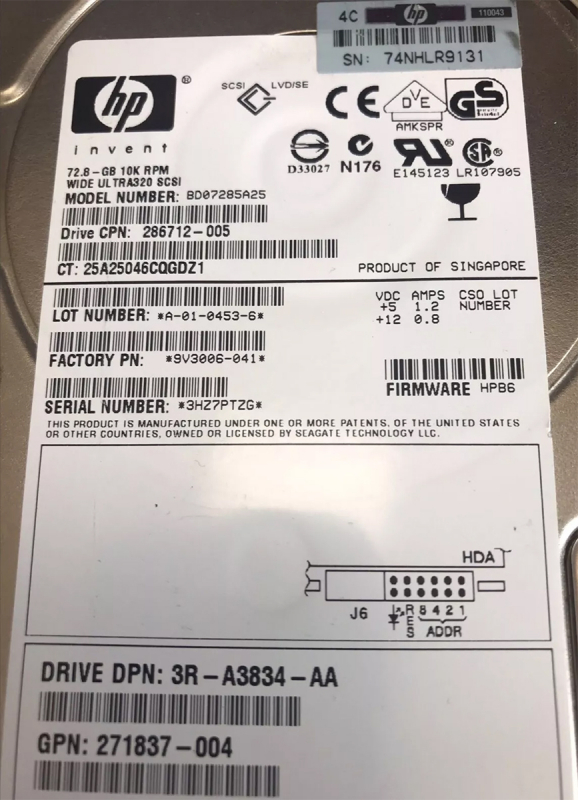 4C hp 110043
SN: 74NHLR9131
hp ®
invent
SCSI LVD/SE
CE
DVE
AMKSPR
GS
D33027 N176
E145123 LR107905
72.8-GB 10K RPM
WIDE ULTRA320 SCSI
MODEL NUMBER: BD07285A25
Drive CPN: 286712-005
CT: 25A25046CQGDZ1
PRODUCT OF SINGAPORE
LOT NUMBER: *A-01-0453-6*
VDC AMPS CSO LOT
+5 1.2 NUMBER
+12 0.8
FACTORY PN: *9V3006-041*
FIRMWARE HPB6
SERIAL NUMBER: *3HZ7PTZG*
THIS PRODUCT IS MANUFACTURED UNDER ONE OR MORE PATENTS. OF THE UNITED STATES
OR OTHER COUNTRIES, OWNED OR LICENSED BY SEAGATE TECHNOLOGY LLC.
HDA
J6
RES
8 4 2 1
ADDR
DRIVE DPN: 3R-A3834-AA
GPN: 271837-004